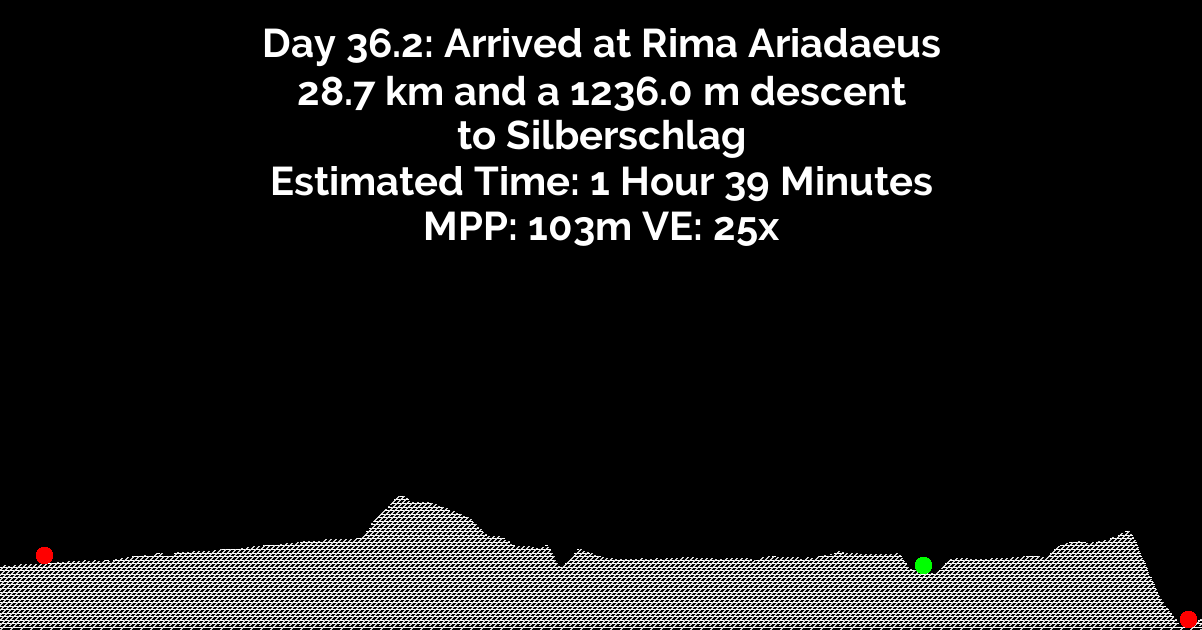 Day 36.2: Arrived at Rima Ariadaeus
28.7 km and a 1236.0 m descent
to Silberschlag
Estimated Time: 1 Hour 39 Minutes
MPP: 103m VE: 25x